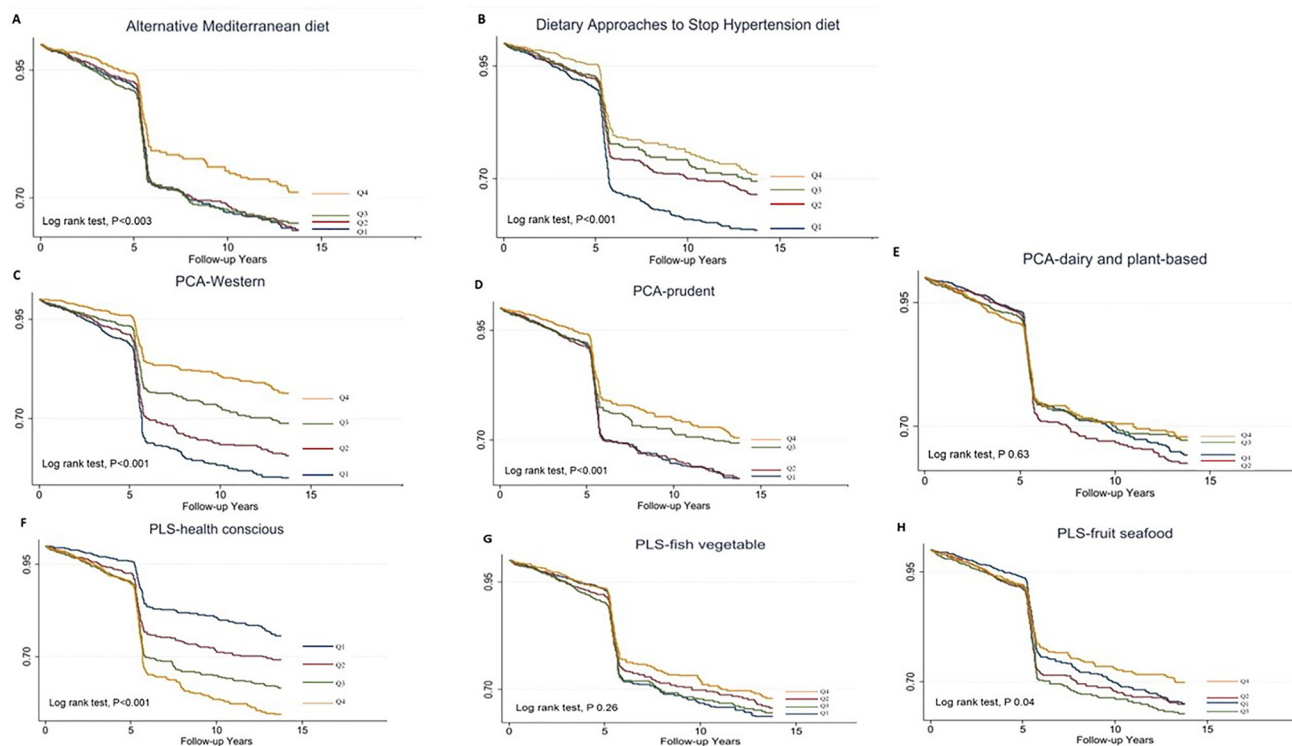 A
Alternative Mediterranean diet
0.95
0.70
Q4
Q3
Q2
Q1
Log rank test, P<0.003
0
5
10
15
Follow-up Years
B
Dietary Approaches to Stop Hypertension diet
0.95
0.70
Q4
Q3
Q2
Q1
Log rank test, P<0.001
0
5
10
15
Follow-up Years
C
PCA-Western
0.95
0.70
Q4
Q3
Q2
Q1
Log rank test, P<0.001
0
5
10
15
Follow-up Years
D
PCA-prudent
0.95
0.70
Q4
Q3
Q2
Q1
Log rank test, P<0.001
0
5
10
15
Follow-up Years
E
PCA-dairy and plant-based
0.95
0.70
Q4
Q3
Q1
Q2
Log rank test, P 0.63
0
5
10
15
Follow-up Years
F
PLS-health conscious
0.95
0.70
Q1
Q2
Q3
Q4
Log rank test, P<0.001
0
5
10
15
Follow-up Years
G
PLS-fish vegetable
0.95
0.70
Q4
Q2
Q3
Q1
Log rank test, P 0.26
0
5
10
15
Follow-up Years
H
PLS-fruit seafood
0.95
0.70
Q4
Q2
Q1
Q3
Log rank test, P 0.04
0
5
10
15
Follow-up Years